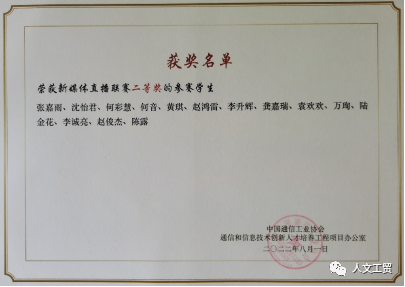 获奖名单
荣获新媒体直播联赛二等奖的参赛学生
张嘉雨、沈怡君、何彩慧、何音、黄琪、赵鸿雷、李升辉、龚嘉瑞、袁欢欢、万珣、陆
金花、李诚亮、赵俊杰、陈露
中国通信工业协会
通信和信息技术创新人才培养工程项目办公室
二〇二二年八月一日
人文工贸